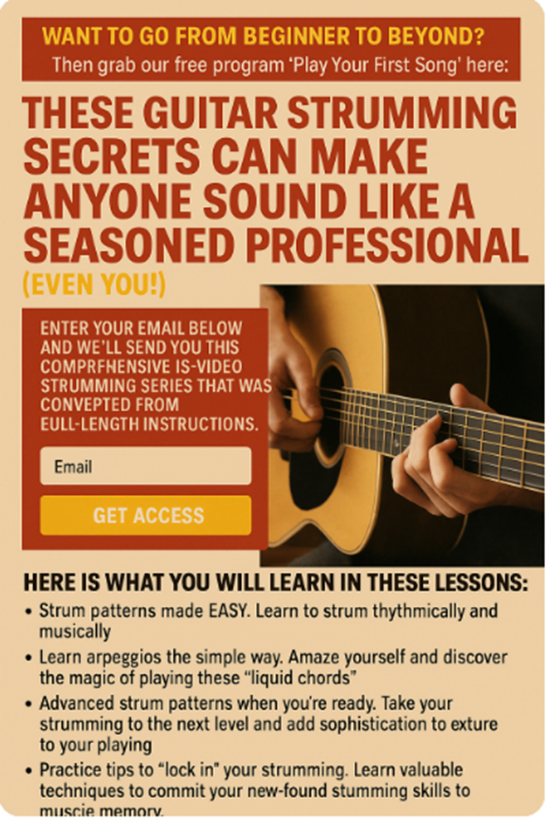 WANT TO GO FROM BEGINNER TO BEYOND?
Then grab our free program ‘Play Your First Song’ here:
THESE GUITAR STRUMMING
SECRETS CAN MAKE
ANYONE SOUND LIKE A
SEASONED PROFESSIONAL
(EVEN YOU!)
ENTER YOUR EMAIL BELOW
AND WE'LL SEND YOU THIS
COMPRFHENSIVE IS-VIDEO
STRUMMING SERIES THAT WAS
CONVEPTED FROM
EULL-LENGTH INSTRUCTIONS.
Email
GET ACCESS
HERE IS WHAT YOU WILL LEARN IN THESE LESSONS:
• Strum patterns made EASY. Learn to strum thythmically and
musically
• Learn arpeggios the simple way. Amaze yourself and discover
the magic of playing these “liquid chords”
• Advanced strum patterns when you're ready. Take your
strumming to the next level and add sophistication to exture
to your playing
• Practice tips to “lock in” your strumming. Learn valuable
techniques to commit your new-found stumming skills to
muscie memory.